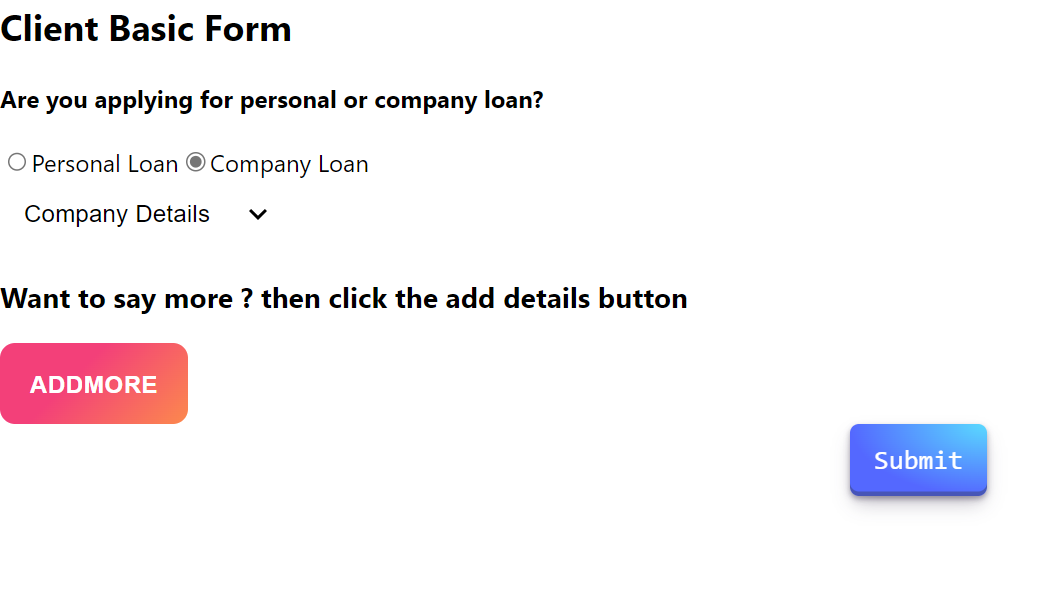 Client Basic Form
Are you applying for personal or company loan?
Personal Loan Company Loan
Company Details
Want to say more ? then click the add details button
ADDMORE
Submit